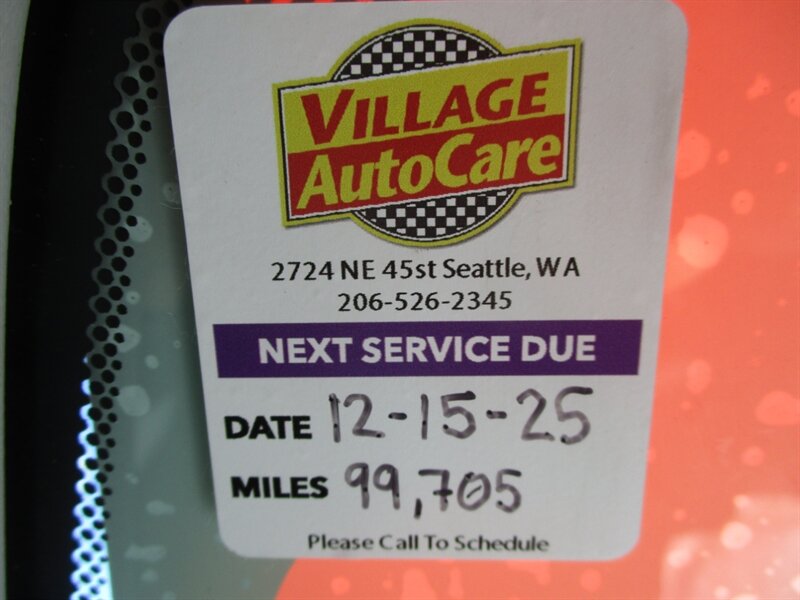 VILLAGE
AutoCare
2724 NE 45st Seattle, WA
206-526-2345
NEXT SERVICE DUE
DATE 12-15-25
MILES 99,705
Please Call To Schedule